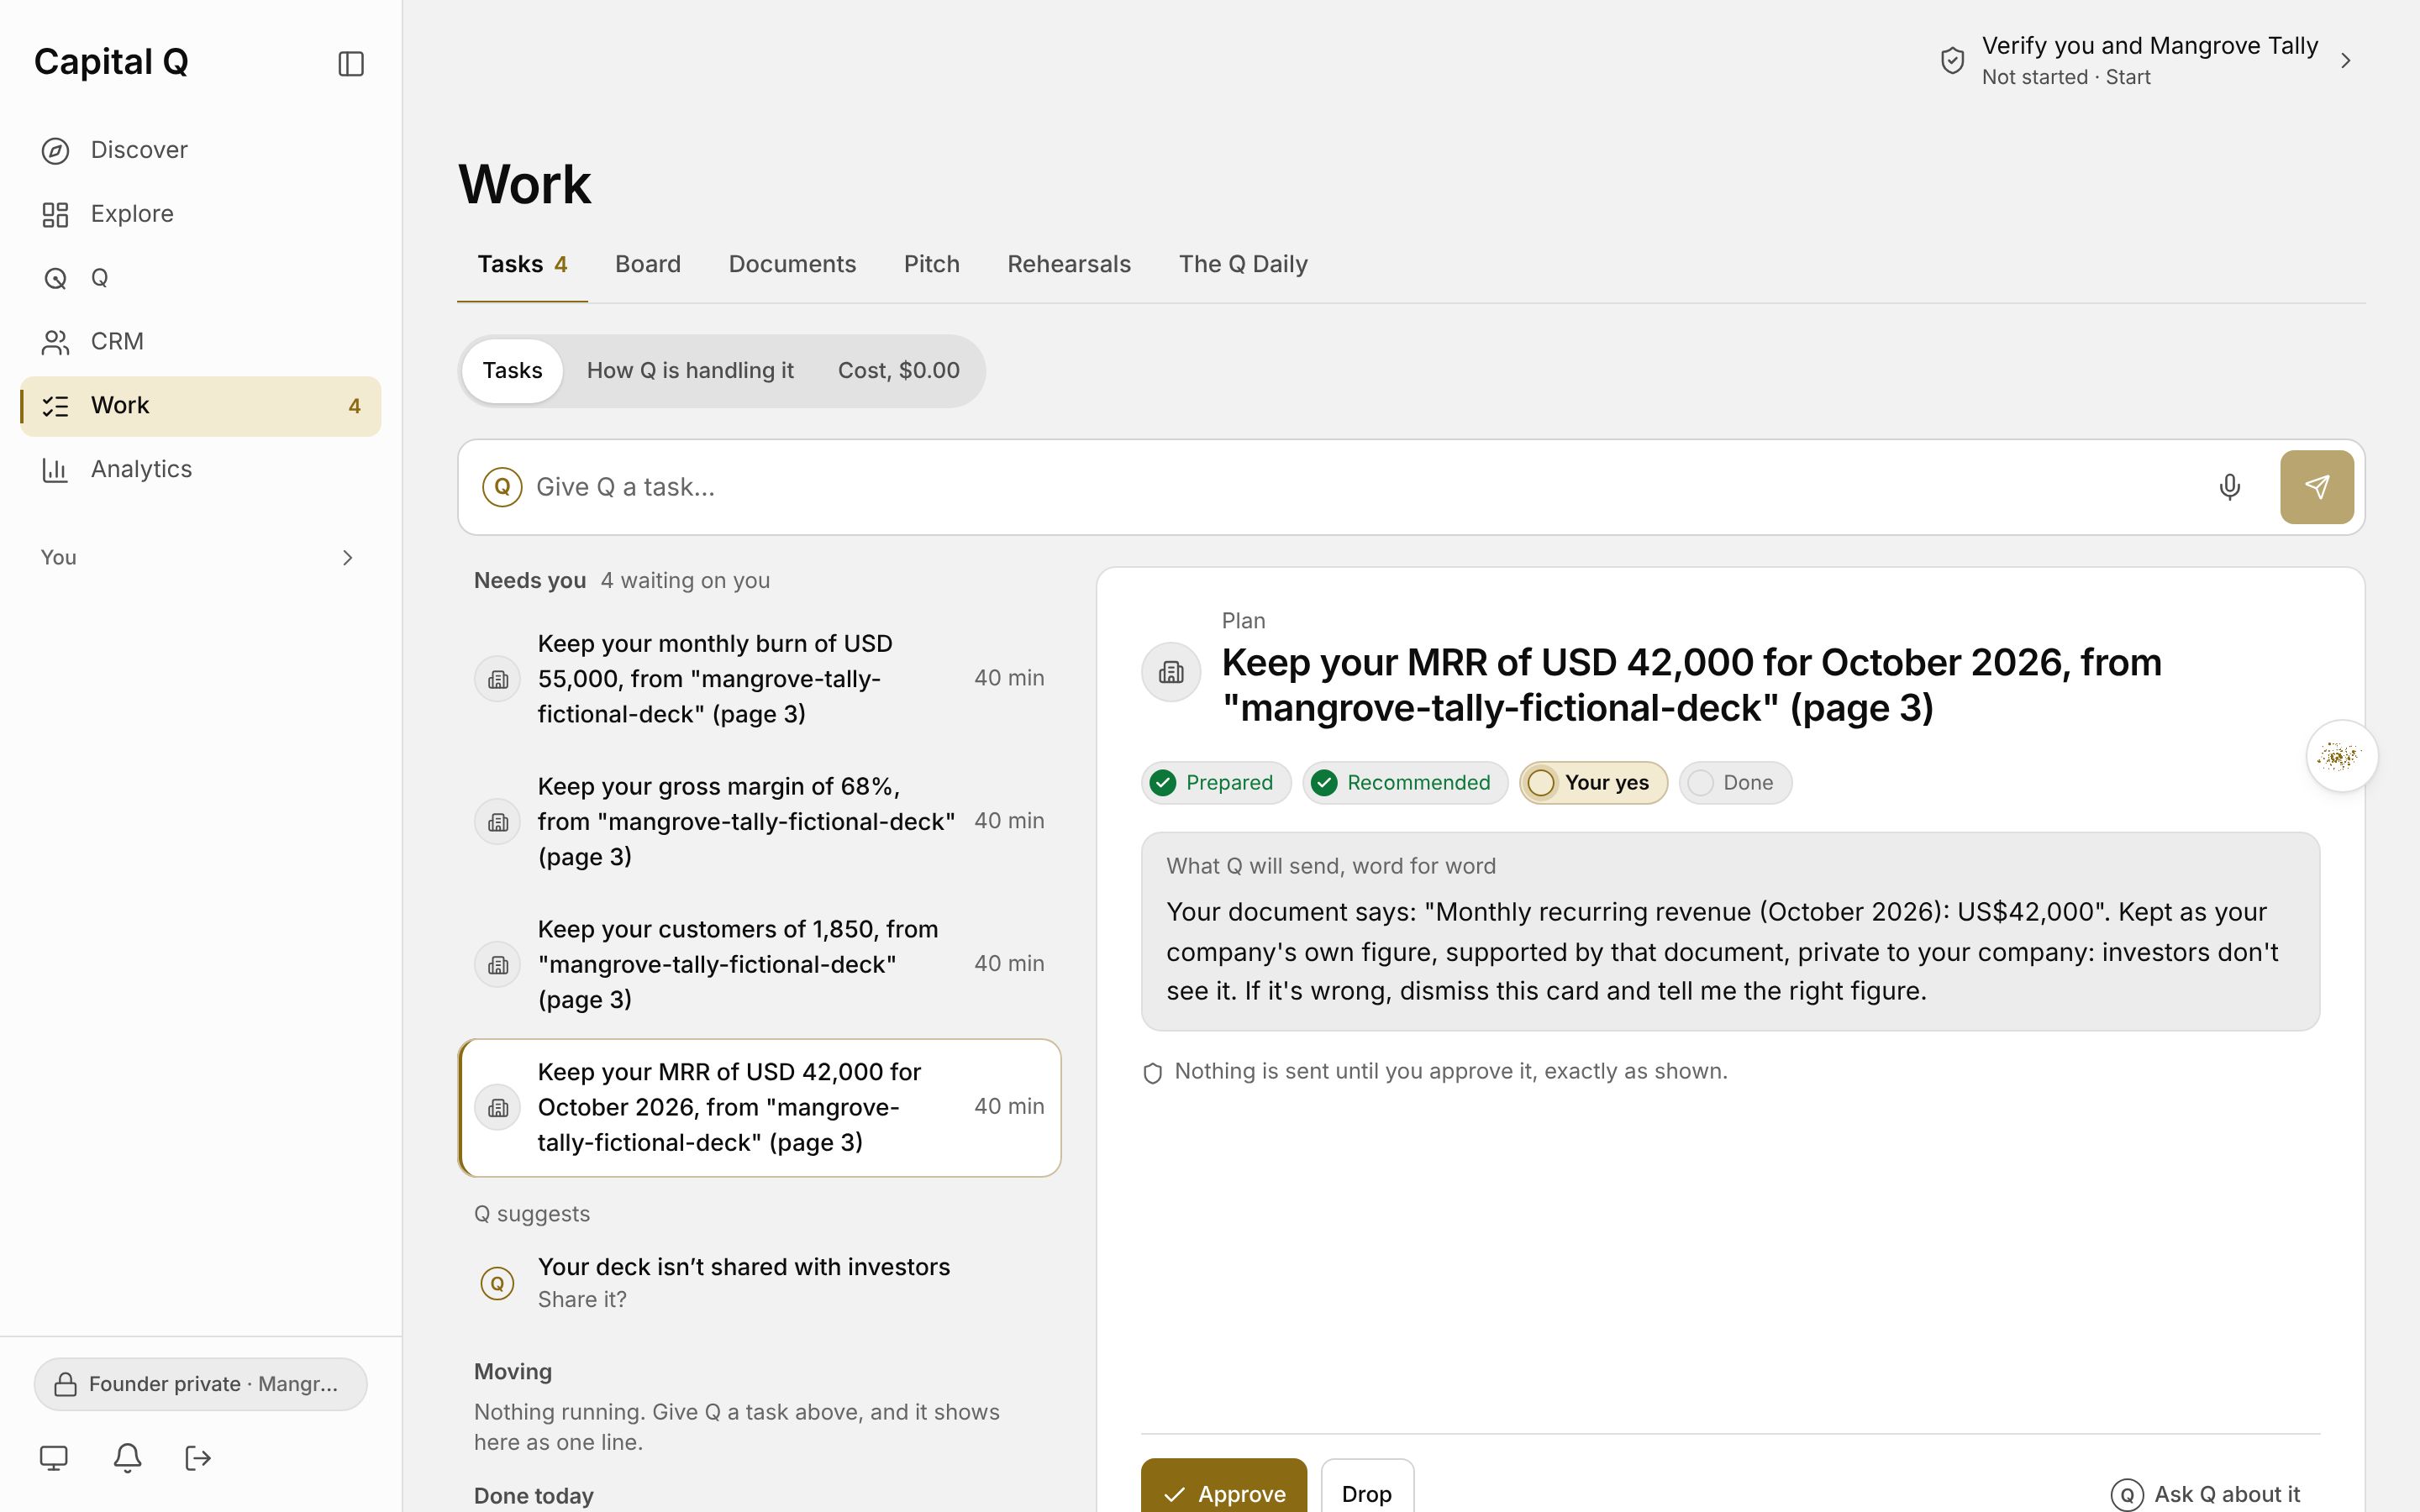 Capital Q
Discover
Explore
Q
CRM
Work 4
Analytics
You
Founder private · Mangr...
Verify you and Mangrove Tally
Not started · Start
Work
Tasks 4 Board Documents Pitch Rehearsals The Q Daily
Tasks How Q is handling it Cost, $0.00
Q Give Q a task...
Needs you 4 waiting on you
Keep your monthly burn of USD
55,000, from "mangrove-tally-
fictional-deck" (page 3)
40 min
Keep your gross margin of 68%,
from "mangrove-tally-fictional-deck"
(page 3)
40 min
Keep your customers of 1,850, from
"mangrove-tally-fictional-deck"
(page 3)
40 min
Keep your MRR of USD 42,000 for
October 2026, from "mangrove-
tally-fictional-deck" (page 3)
40 min
Q suggests
Q
Your deck isn’t shared with investors
Share it?
Moving
Nothing running. Give Q a task above, and it shows
here as one line.
Done today
Plan
Keep your MRR of USD 42,000 for October 2026, from
"mangrove-tally-fictional-deck" (page 3)
Prepared Recommended Your yes Done
What Q will send, word for word
Your document says: "Monthly recurring revenue (October 2026): US$42,000". Kept as your
company's own figure, supported by that document, private to your company: investors don't
see it. If it's wrong, dismiss this card and tell me the right figure.
Nothing is sent until you approve it, exactly as shown.
Approve Drop Q Ask Q about it